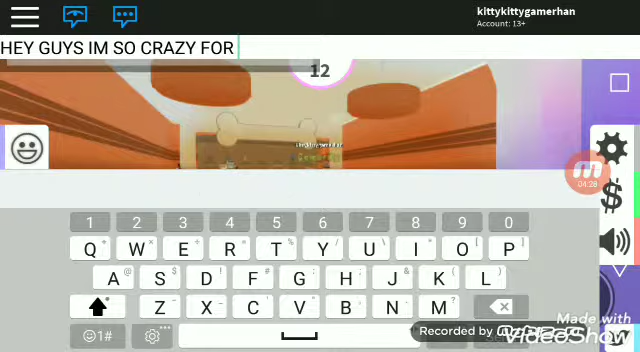 kittykittygamerhan
Account: 13+
HEY GUYS IM SO CRAZY FOR
12
04:28
1 2 3 4 5 6 7 8 9 0
Q W E R T Y U I O P
A S D F G H J K L
Z X C V B N M
1#
Made with
Recorded by
VideoShow